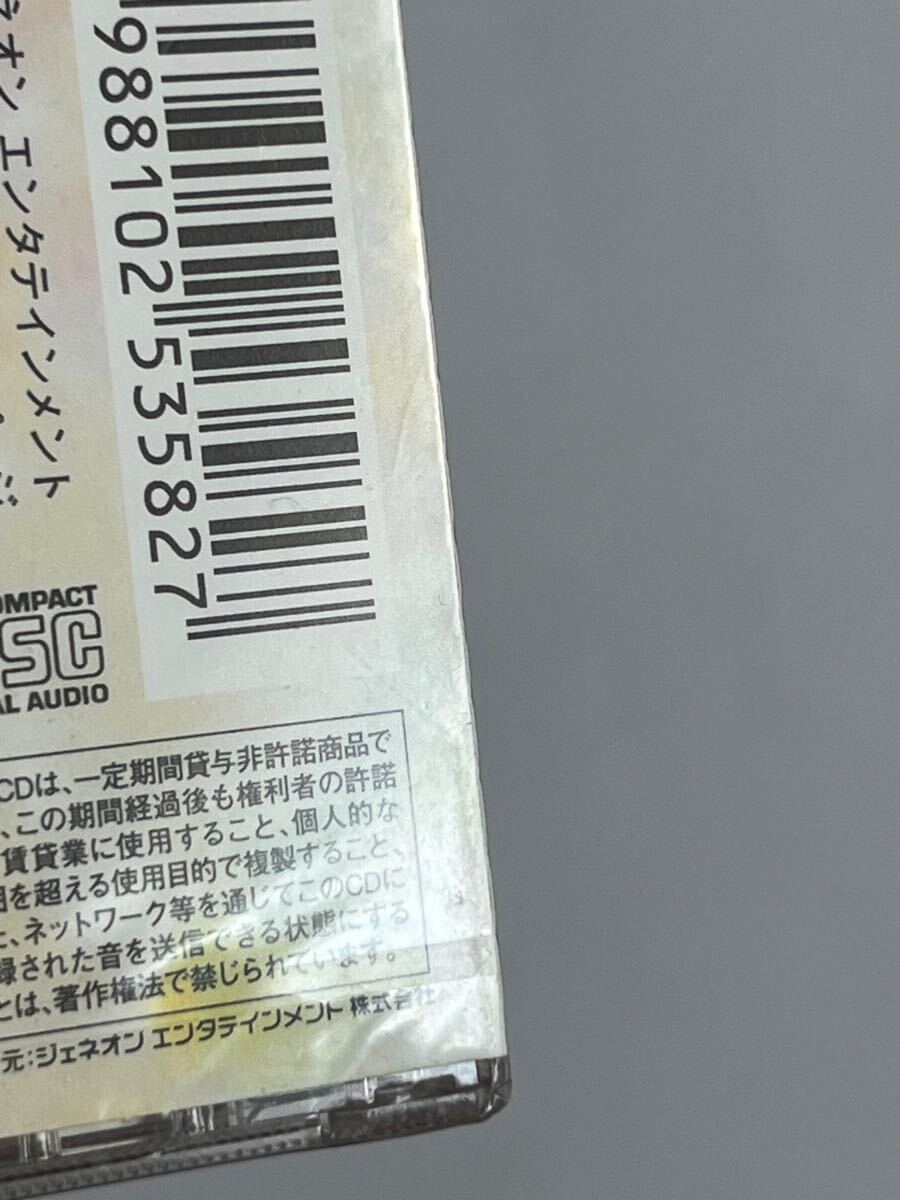 988102 535827
オン エンタテインメント
COMPACT
DISC
AL AUDIO
CDは、一定期間貸与非許諾商品で
、この期間経過後も権利者の許諾
賃貸業に使用すること、個人的な
囲を超える使用目的で複製すること、
、ネットワーク等を通じてこのCDに
録された音を送信できる状態にする
とは、著作権法で禁じられています。
元：ジェネオン エンタテインメント 株式会社